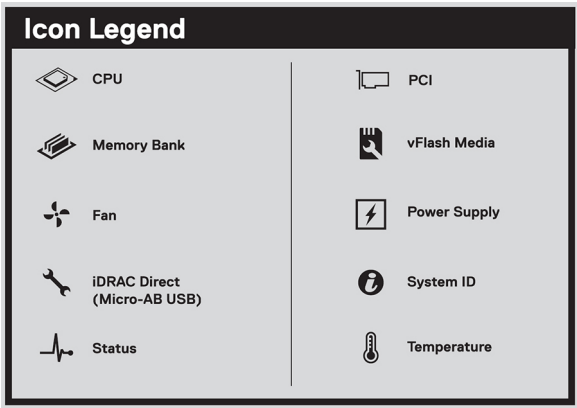 Icon Legend
CPU
Memory Bank
Fan
iDRAC Direct
(Micro-AB USB)
Status
PCI
vFlash Media
Power Supply
System ID
Temperature